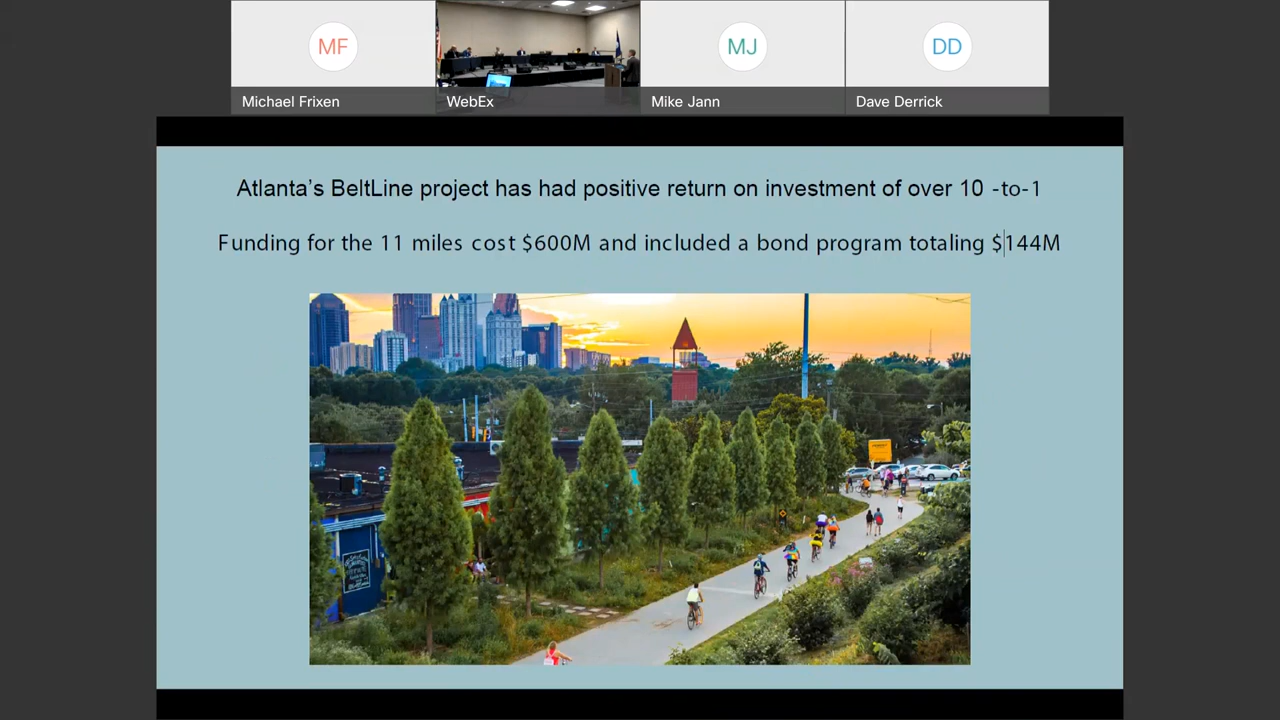 MF
MJ
DD
Michael Frixen
WebEx
Mike Jann
Dave Derrick
Atlanta's BeltLine project has had positive return on investment of over 10 -to-1
Funding for the 11 miles cost $600M and included a bond program totaling $144M